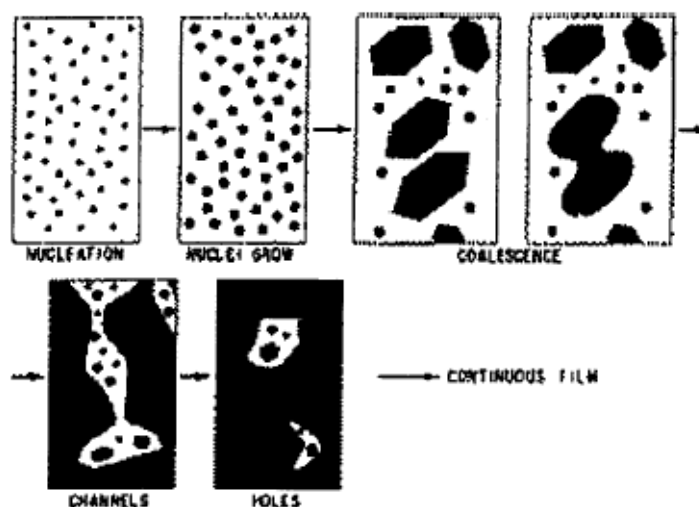 NUCLEATION
NUCLEI GROW
COALESCENCE
CHANNELS
HOLES
CONTINUOUS FILM